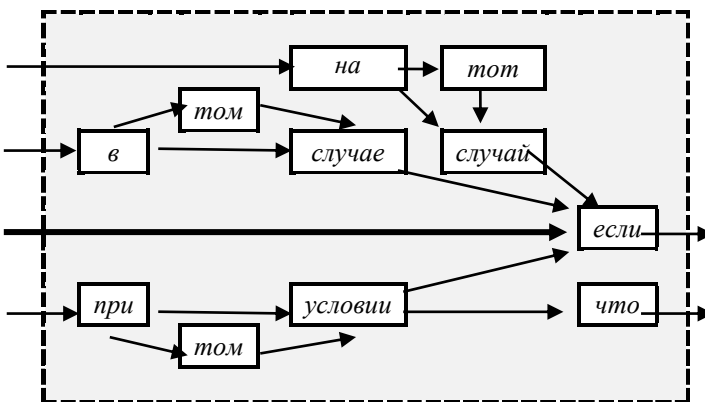 на тот
том
в случае случай
если
при условии что
том